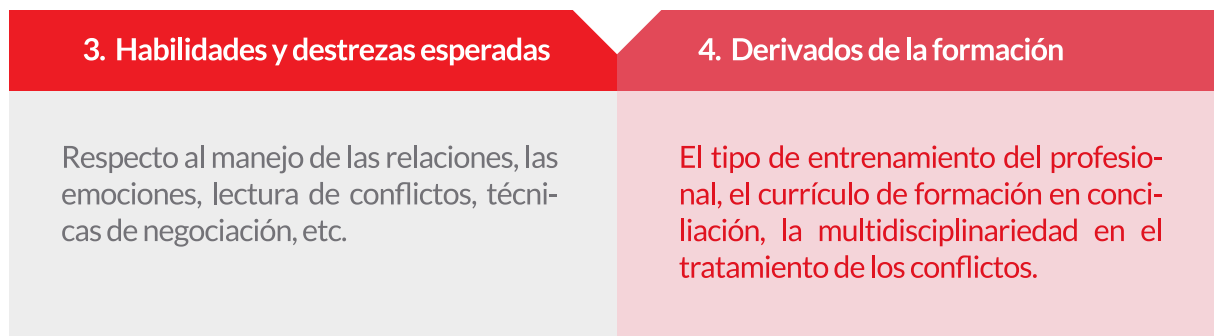 3. Habilidades y destrezas esperadas
Respecto al manejo de las relaciones, las
emociones, lectura de conflictos, técni-
cas de negociación, etc.
4. Derivados de la formación
El tipo de entrenamiento del profesio-
nal, el currículo de formación en conci-
liación, la multidisciplinariedad en el
tratamiento de los conflictos.